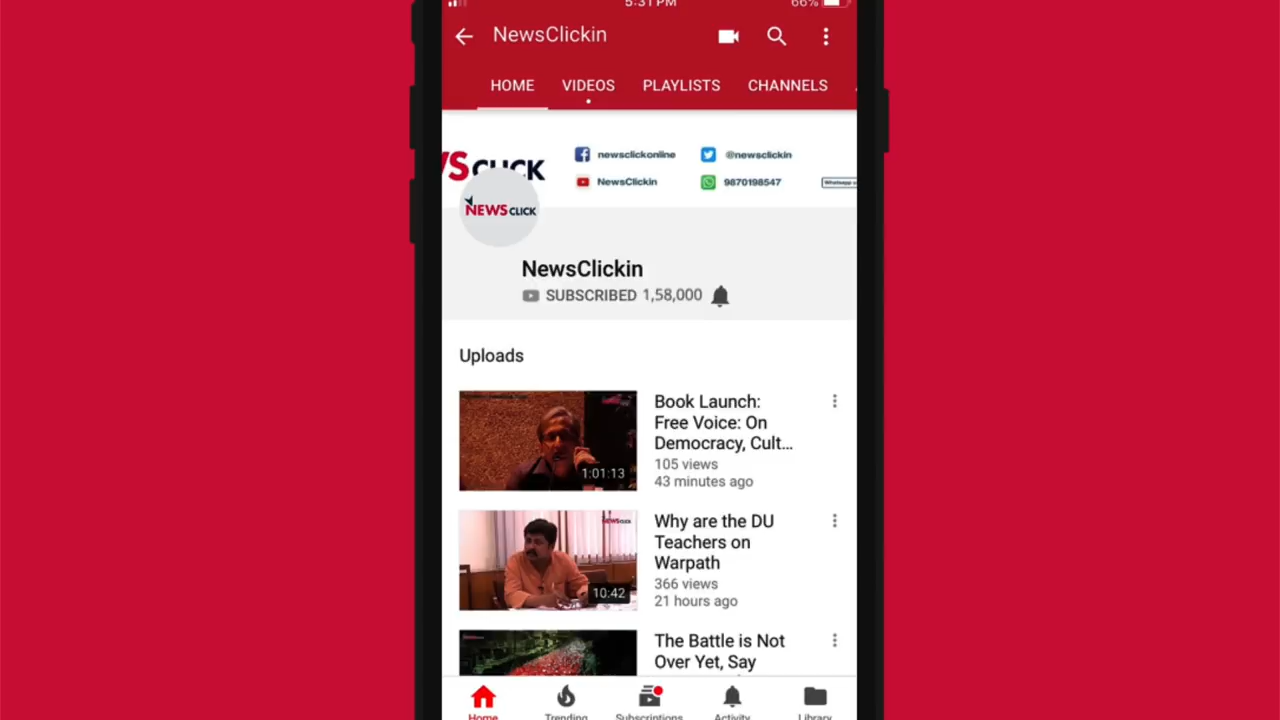 5:31 PM
66%
NewsClickin
HOME
VIDEOS
PLAYLISTS
CHANNELS
WS CLICK
newsclickonline
@newsclickin
NewsClickin
9870198547
NEWS CLICK
NewsClickin
SUBSCRIBED 1,58,000
Uploads
Book Launch:
Free Voice: On
Democracy, Cult...
105 views
43 minutes ago
1:01:13
Why are the DU
Teachers on
Warpath
366 views
21 hours ago
NEWSCLICK
10:42
The Battle is Not
Over Yet, Say
Home
Trending
Subscriptions
Activity
Library